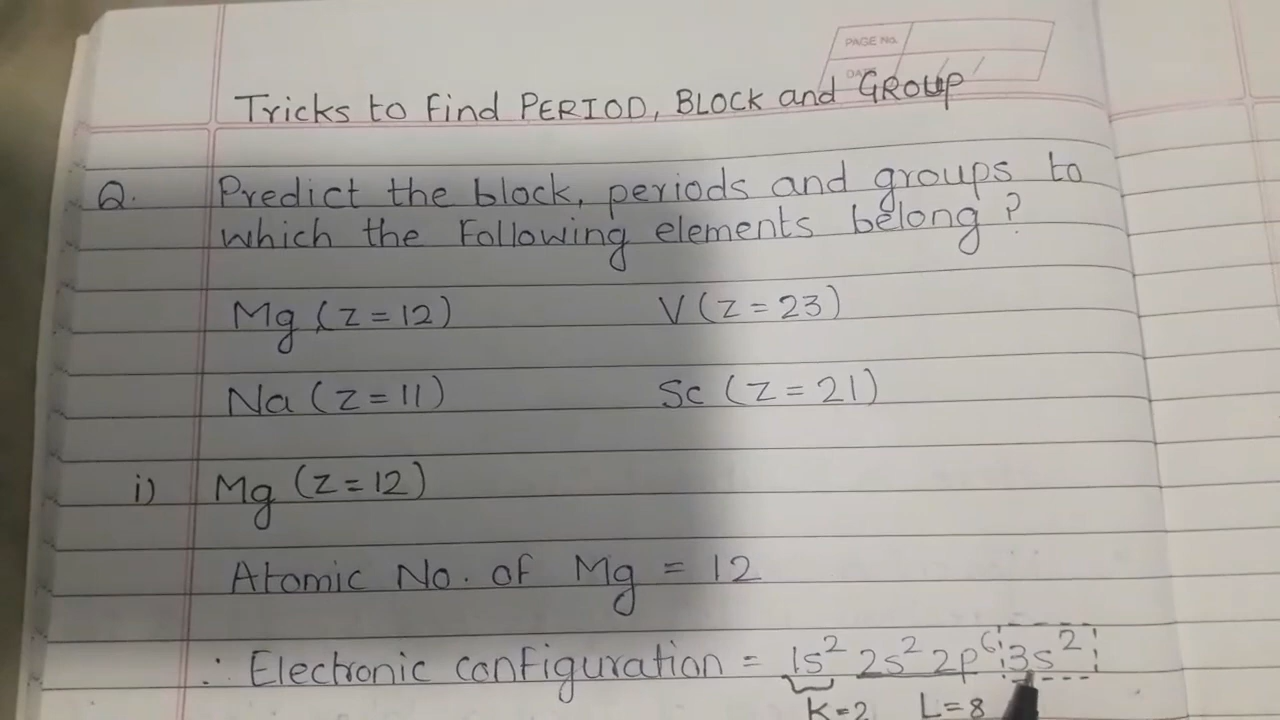 PAGE No.
DATE
Tricks to Find PERIOD, BLOCK and GROUP
Q. Predict the block, periods and groups to
which the Following elements belong?
Mg (Z=12) V (Z=23)
Na (Z=11) Sc (Z=21)
i) Mg (Z=12)
Atomic No. of Mg = 12
∴ Electronic configuration = 1s² 2s² 2p⁶ 3s²
K=2 L=8